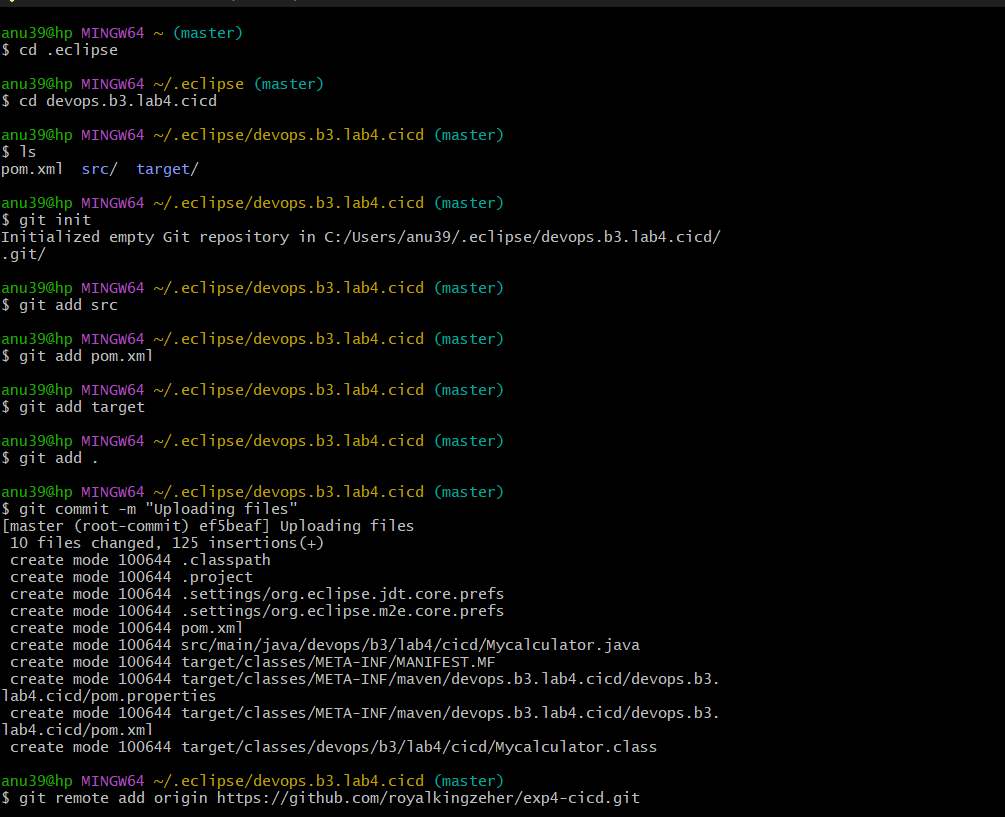 anu39@hp MINGW64 ~ (master)
$ cd .eclipse
anu39@hp MINGW64 ~/.eclipse (master)
$ cd devops.b3.lab4.cicd
anu39@hp MINGW64 ~/.eclipse/devops.b3.lab4.cicd (master)
$ ls
pom.xml  src/  target/
anu39@hp MINGW64 ~/.eclipse/devops.b3.lab4.cicd (master)
$ git init
Initialized empty Git repository in C:/Users/anu39/.eclipse/devops.b3.lab4.cicd/
.git/
anu39@hp MINGW64 ~/.eclipse/devops.b3.lab4.cicd (master)
$ git add src
anu39@hp MINGW64 ~/.eclipse/devops.b3.lab4.cicd (master)
$ git add pom.xml
anu39@hp MINGW64 ~/.eclipse/devops.b3.lab4.cicd (master)
$ git add target
anu39@hp MINGW64 ~/.eclipse/devops.b3.lab4.cicd (master)
$ git add .
anu39@hp MINGW64 ~/.eclipse/devops.b3.lab4.cicd (master)
$ git commit -m "Uploading files"
[master (root-commit) ef5beaf] Uploading files
 10 files changed, 125 insertions(+)
 create mode 100644 .classpath
 create mode 100644 .project
 create mode 100644 .settings/org.eclipse.jdt.core.prefs
 create mode 100644 .settings/org.eclipse.m2e.core.prefs
 create mode 100644 pom.xml
 create mode 100644 src/main/java/devops/b3/lab4/cicd/Mycalculator.java
 create mode 100644 target/classes/META-INF/MANIFEST.MF
 create mode 100644 target/classes/META-INF/maven/devops.b3.lab4.cicd/devops.b3.
lab4.cicd/pom.properties
 create mode 100644 target/classes/META-INF/maven/devops.b3.lab4.cicd/devops.b3.
lab4.cicd/pom.xml
 create mode 100644 target/classes/devops/b3/lab4/cicd/Mycalculator.class
anu39@hp MINGW64 ~/.eclipse/devops.b3.lab4.cicd (master)
$ git remote add origin https://github.com/royalkingzeher/exp4-cicd.git